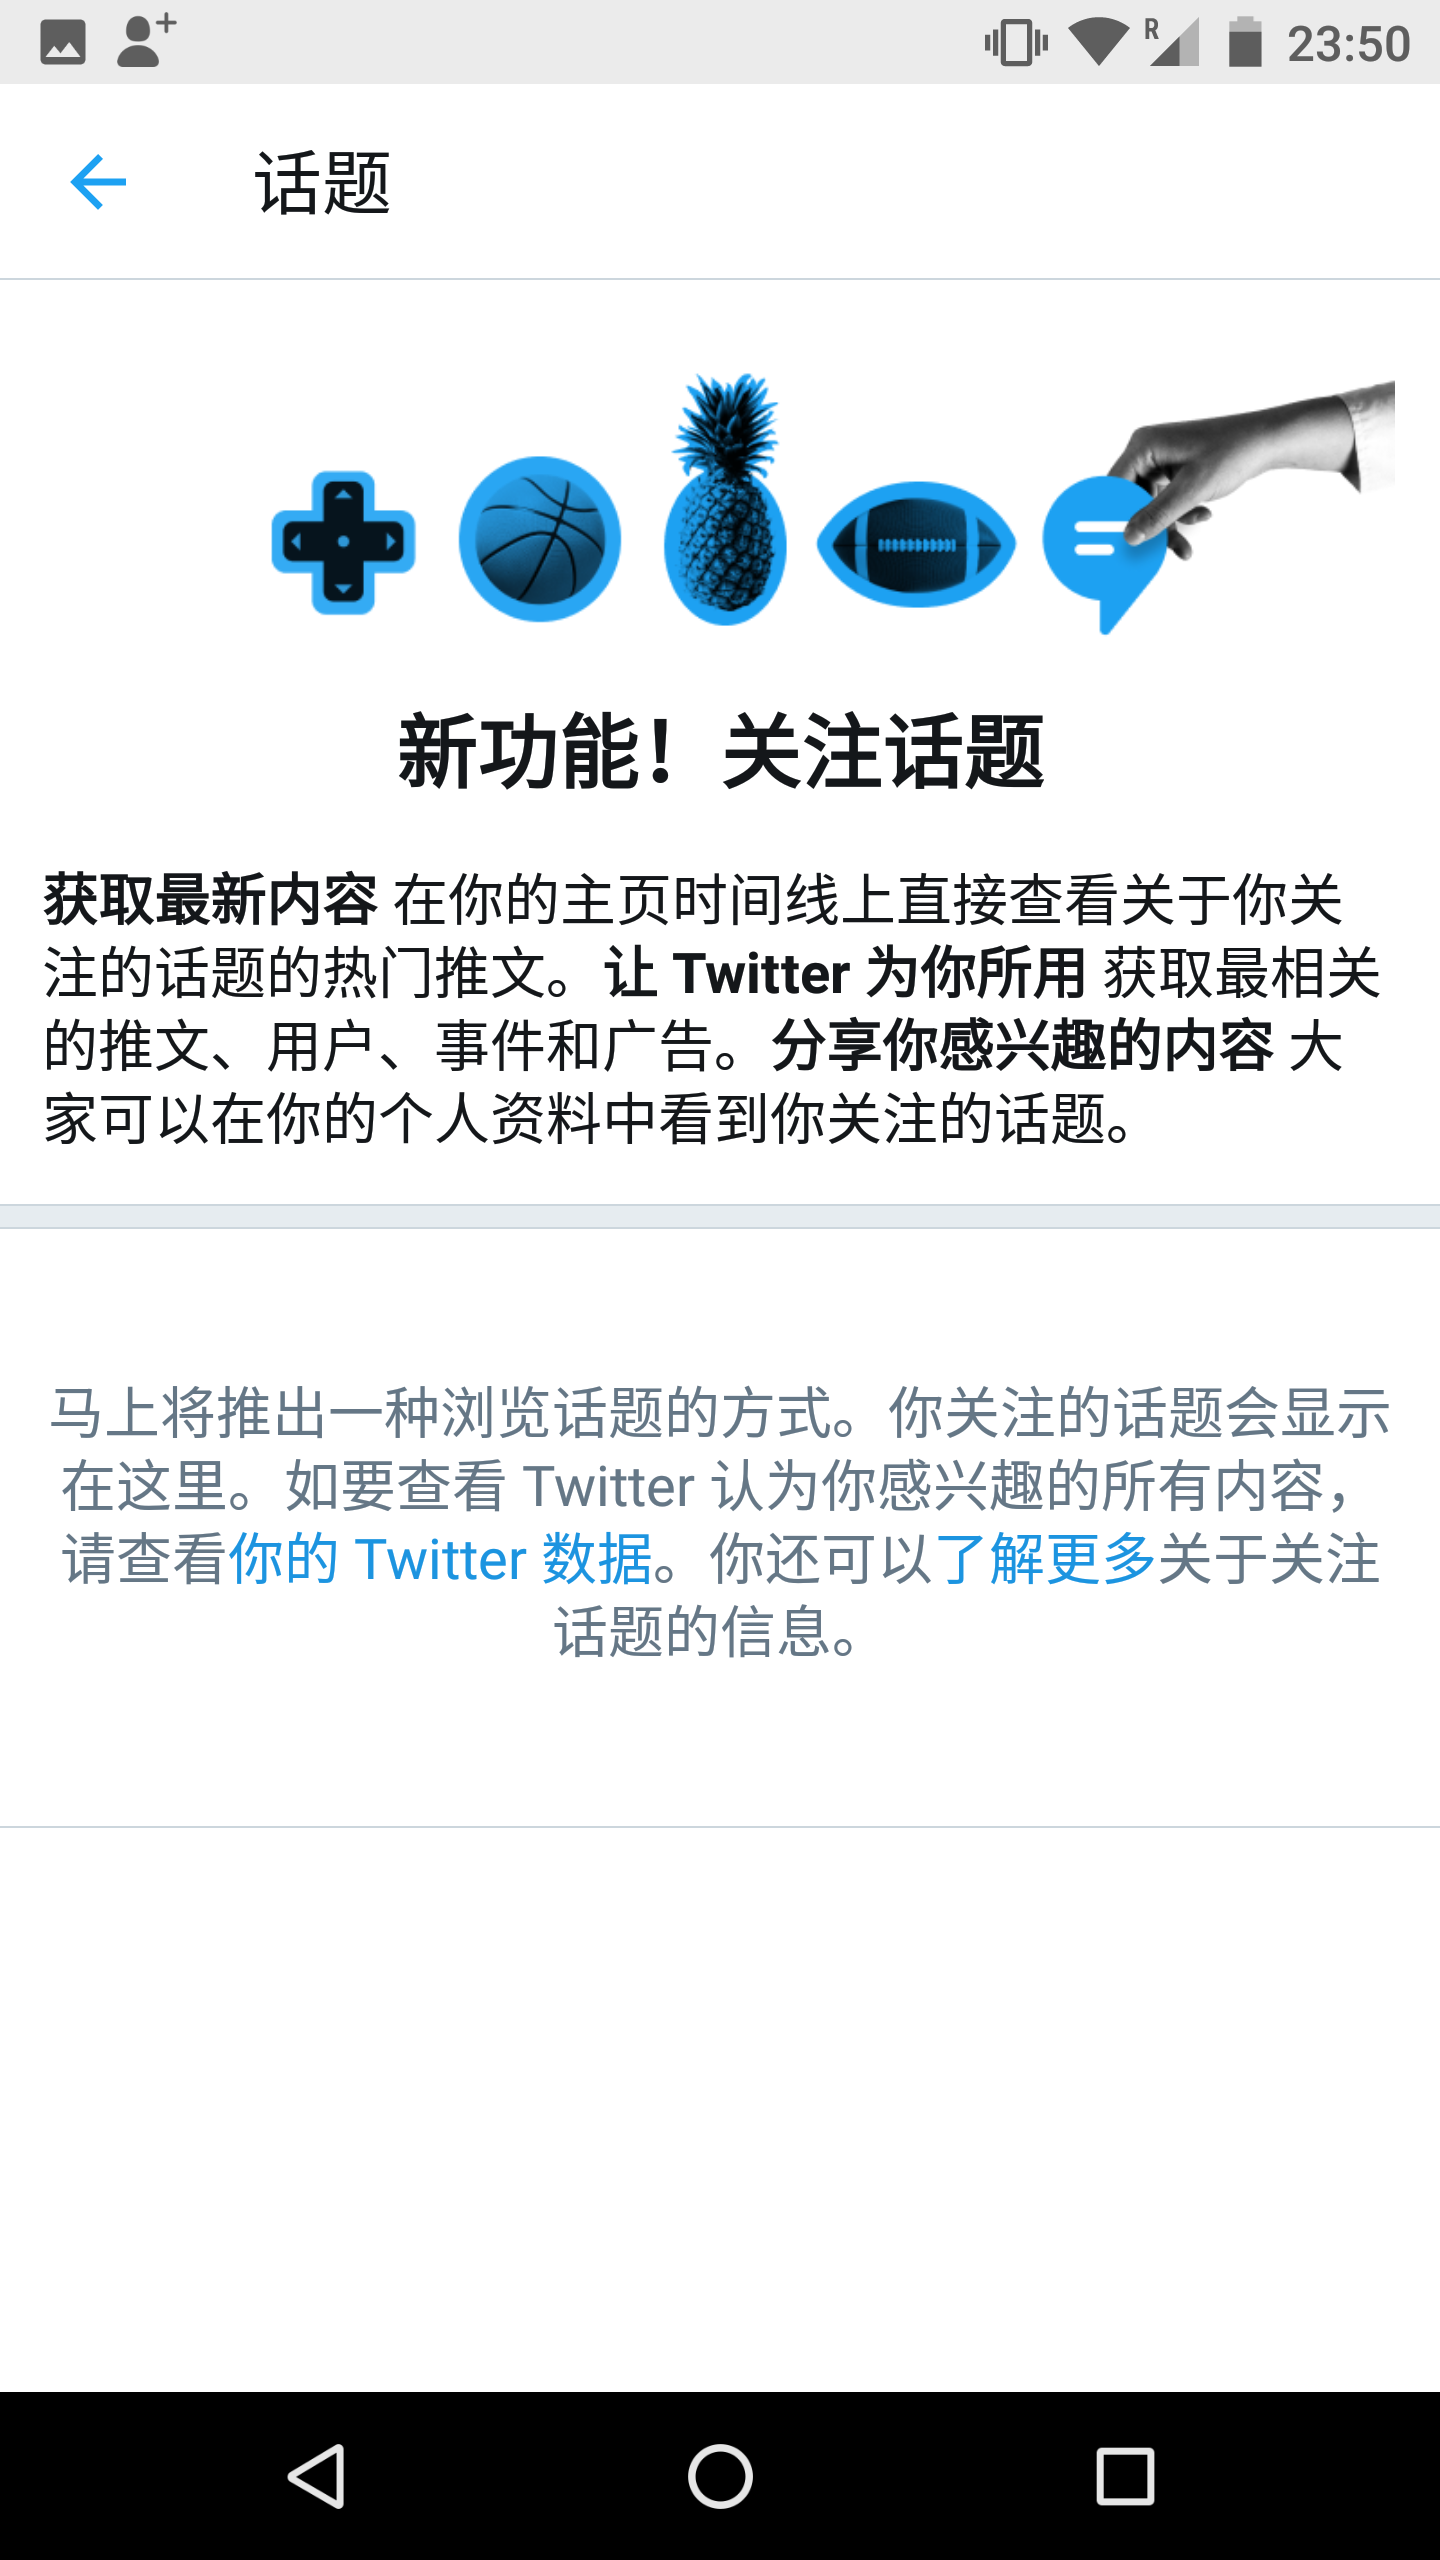 R 23:50
话题
新功能！关注话题
获取最新内容 在你的主页时间线上直接查看关于你关
注的话题的热门推文。让 Twitter 为你所用 获取最相关
的推文、用户、事件和广告。分享你感兴趣的内容 大
家可以在你的个人资料中看到你关注的话题。
马上将推出一种浏览话题的方式。你关注的话题会显示
在这里。如要查看 Twitter 认为你感兴趣的所有内容，
请查看你的 Twitter 数据。你还可以了解更多关于关注
话题的信息。